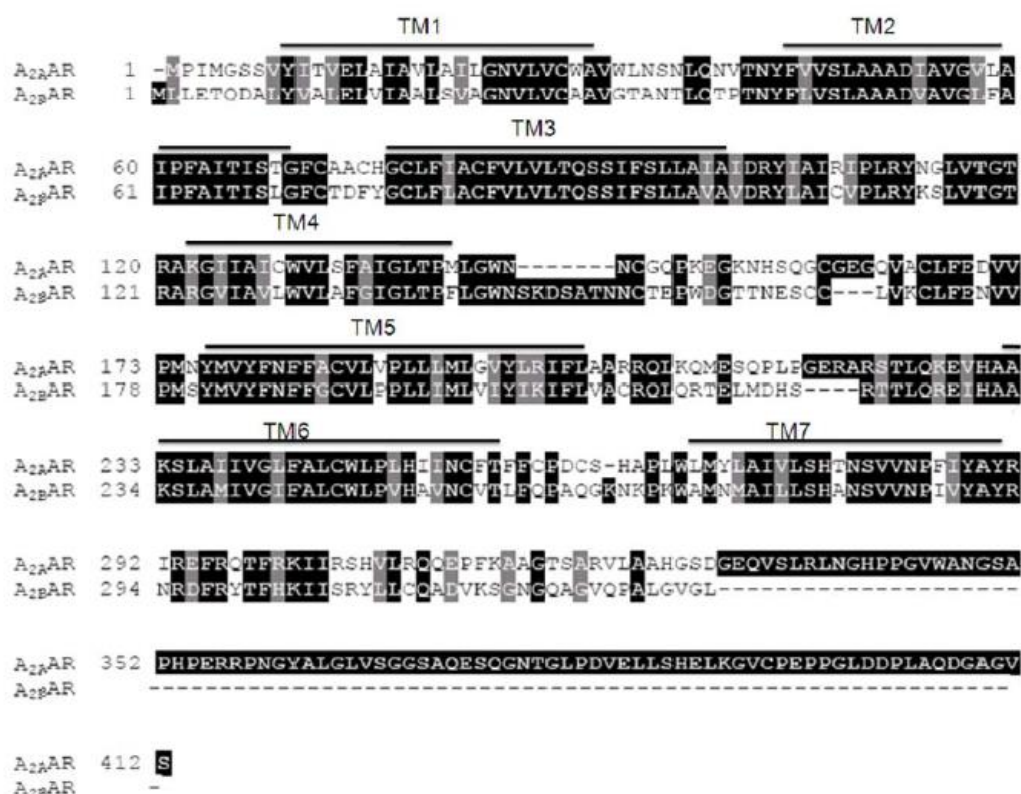 TM1 TM2
A2AAR 1 -MPIMGSSVYITVELAIAVLAILGNVLVCWAVWLNSNLQNVTNYFVVSLAAADIAVGVLA
A2BAR 1 MLLETQDALYVALELVIAALSVAGNVLVCAAVGTANTLQTPTNYFLVSLAAADVAVGLFA
TM3
A2AAR 60 IPFAITISTGFCAACHGCLFIACFVLVLTQSSIFSLLAIAIDRYIAIRIPLRYNGLVTGT
A2BAR 61 IPFAITISLGFCTDFYGCLFLACFVLVLTQSSIFSLLAVAVDRYLAICVPLRYKSLVTGT
TM4
A2AAR 120 RAKGIIAICWVLSFAIGLTPMLGWN-------NCGQPKEGKNHSQGCGEGQVACLFEDVV
A2BAR 121 RARGVIAVLWVLAFGIGLTPFLGWNSKDSATNNCTEPWDGTTNESCC---LVKCLFENVV
TM5
A2AAR 173 PMNYMVYFNFFACVLVPLLLMLGVYLRIFLAARRQLKQMESQPLPGERARSTLQKEVHAA
A2BAR 178 PMSYMVYFNFFGCVLPPLLIMLVIYIKIFLVACRQLQRTELMDHS----RTTLQREIHAA
TM6 TM7
A2AAR 233 KSLAIIVGLFALCWLPLHIINCFTFFCPDCS-HAPLWLMYLAIVLSHTNSVVNPFIYAYR
A2BAR 234 KSLAMIVGIFALCWLPVHAVNCVTLFQPAQGKNKPKWAMNMAILLSHANSVVNPIVYAYR
A2AAR 292 IREFRQTFRKIIRSHVLRQQEPFKAAGTSARVLAAHGSDGEQVSLRLNGHPPGVWANGSA
A2BAR 294 NRDFRYTFHKIISRYLLCQADVKSGNGQAGVQPALGVGL---------------------
A2AAR 352 PHPERRPNGYALGLVSGGSAQESQGNTGLPDVELLSHELKGVCPEPPGLDDPLAQDGAGV
A2BAR ------------------------------------------------------------
A2AAR 412 S
A2BAR -